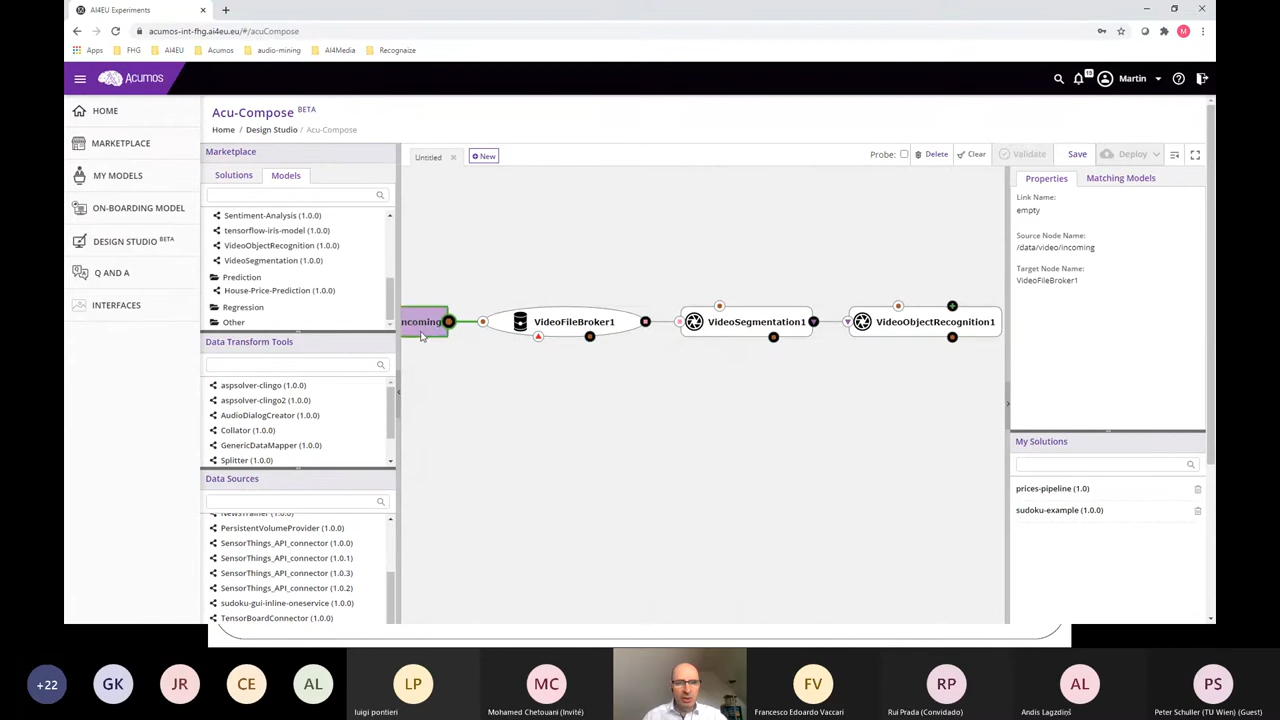 AI4EU Experiments
acumos-int-fhg.ai4eu.eu/#/acuCompose
M
Apps
FHG
AI4EU
Acumos
audio-mining
AI4Media
Recognaize
Acumos
Martin
HOME
MARKETPLACE
MY MODELS
ON-BOARDING MODEL
DESIGN STUDIO BETA
Q AND A
INTERFACES
Acu-Compose BETA
Home / Design Studio / Acu-Compose
Marketplace
Solutions
Models
Sentiment-Analysis (1.0.0)
tensorflow-iris-model (1.0.0)
VideoObjectRecognition (1.0.0)
VideoSegmentation (1.0.0)
Prediction
House-Price-Prediction (1.0.0)
Regression
Other
Data Transform Tools
aspsolver-clingo (1.0.0)
aspsolver-clingo2 (1.0.0)
AudioDialogCreator (1.0.0)
Collator (1.0.0)
GenericDataMapper (1.0.0)
Splitter (1.0.0)
Data Sources
NewsTrainer (1.0.0)
PersistentVolumeProvider (1.0.0)
SensorThings_API_connector (1.0.0)
SensorThings_API_connector (1.0.1)
SensorThings_API_connector (1.0.3)
SensorThings_API_connector (1.0.2)
sudoku-gui-inline-oneservice (1.0.0)
TensorBoardConnector (1.0.0)
Untitled
New
Probe:
Delete
Clear
Validate
Save
Deploy
ncoming
VideoFileBroker1
VideoSegmentation1
VideoObjectRecognition1
Properties
Matching Models
Link Name:
empty
Source Node Name:
/data/video/incoming
Target Node Name:
VideoFileBroker1
My Solutions
prices-pipeline (1.0)
sudoku-example (1.0.0)
+22
GK
JR
CE
AL
LP
luigi pontieri
MC
Mohamed Chetouani (Invité)
FV
Francesco Edoardo Vaccari
RP
Rui Prada (Convidado)
AL
Andis Lagzdiņš
PS
Peter Schuller (TU Wien) (Guest)